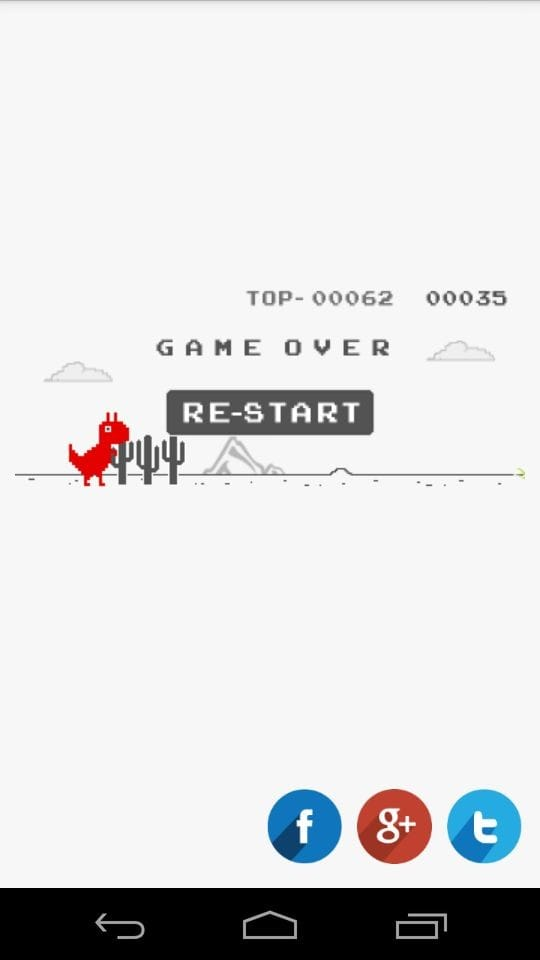 TOP- 00062 00035
GAME OVER
RE-START
f g+ t